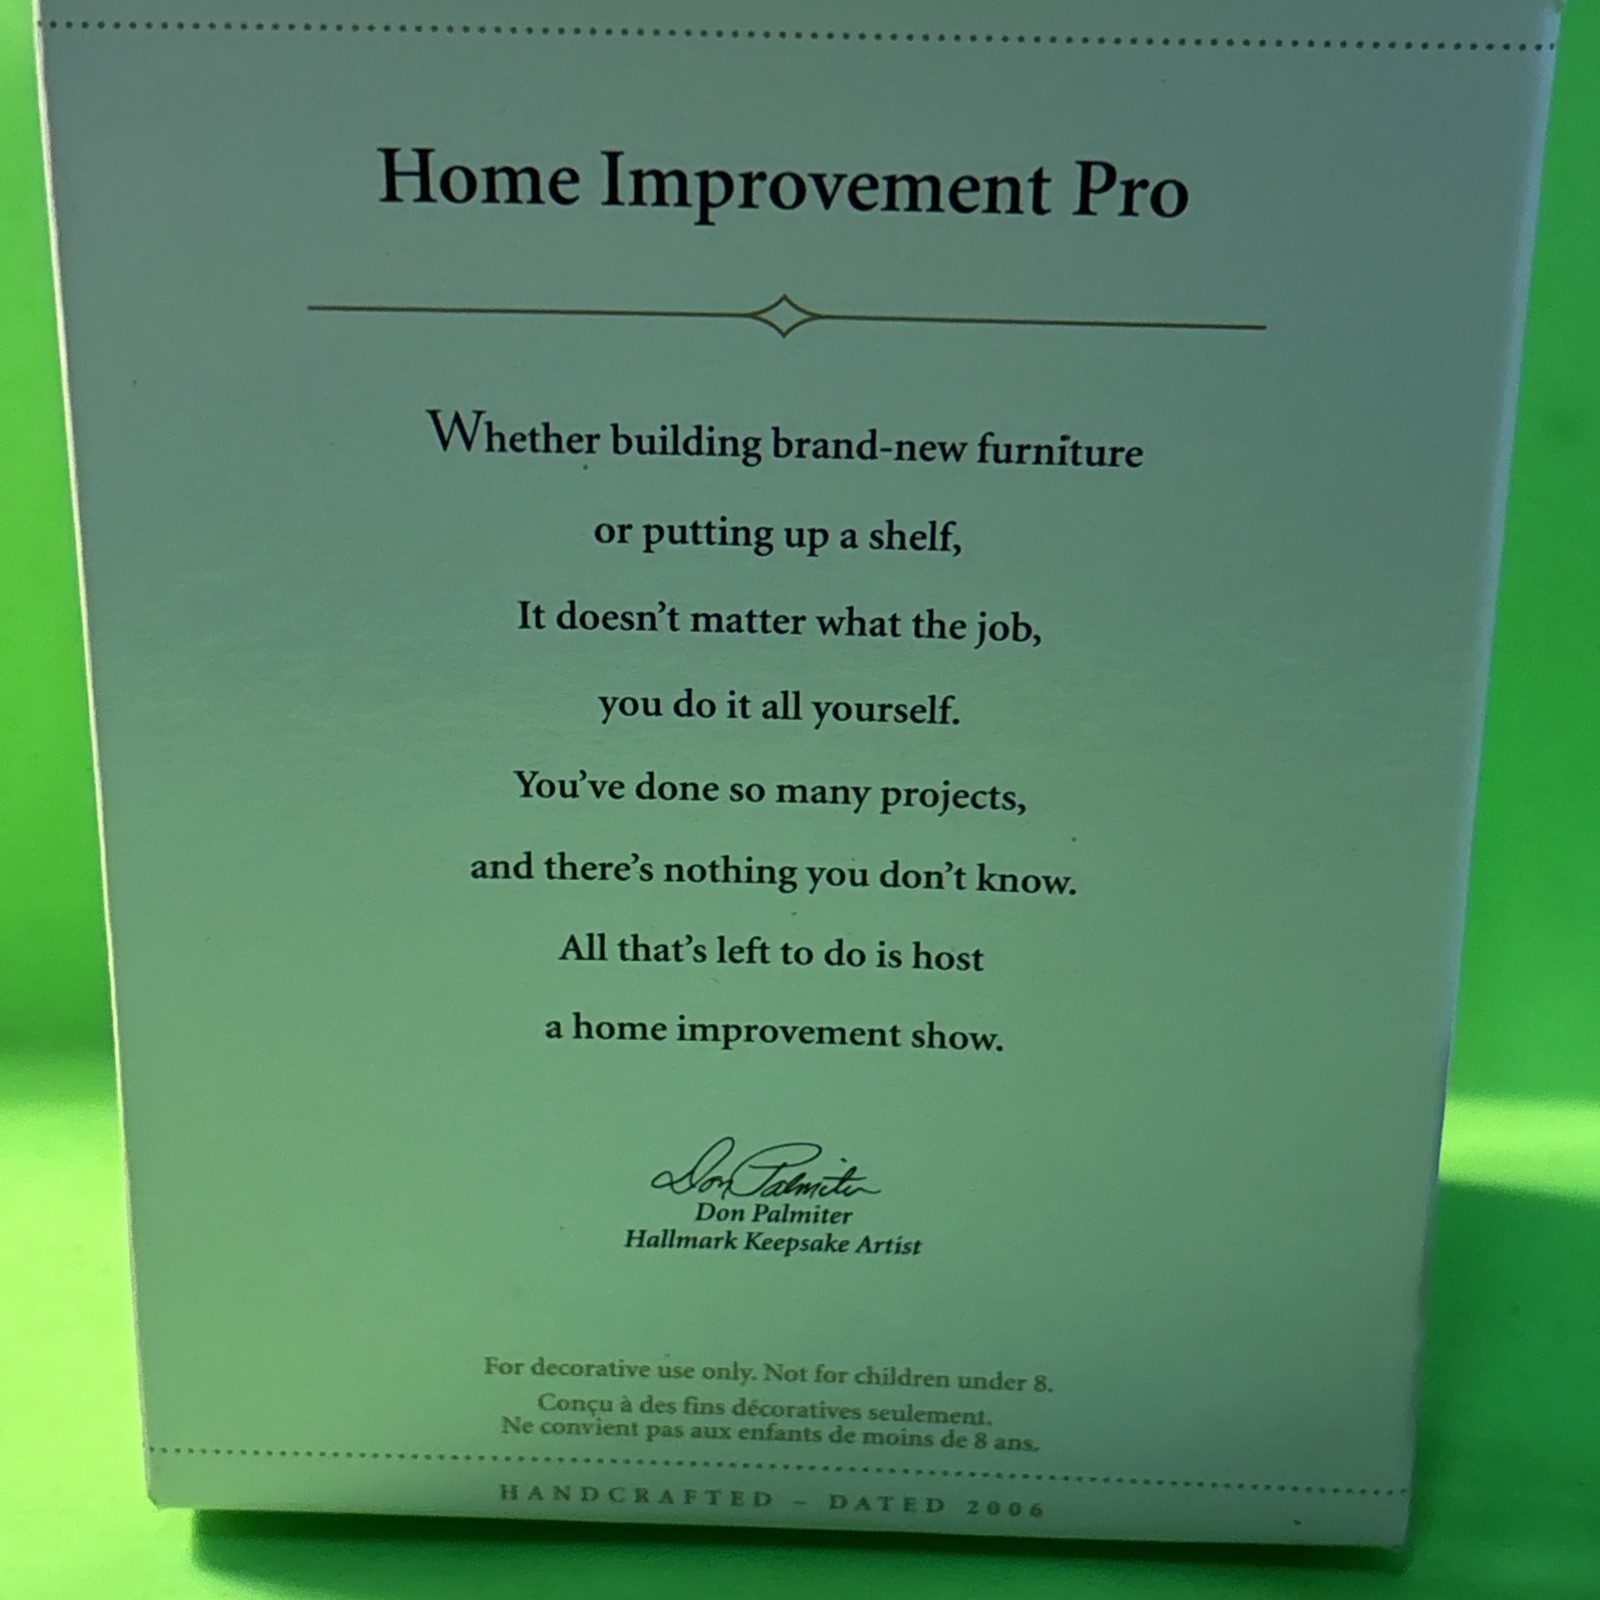 Home Improvement Pro
Whether building brand-new furniture
or putting up a shelf,
It doesn't matter what the job,
you do it all yourself.
You've done so many projects,
and there's nothing you don't know.
All that's left to do is host
a home improvement show.
Don Palmiter
Don Palmiter
Hallmark Keepsake Artist
For decorative use only. Not for children under 8.
Conçu à des fins décoratives seulement.
Ne convient pas aux enfants de moins de 8 ans.
HANDCRAFTED – DATED 2006